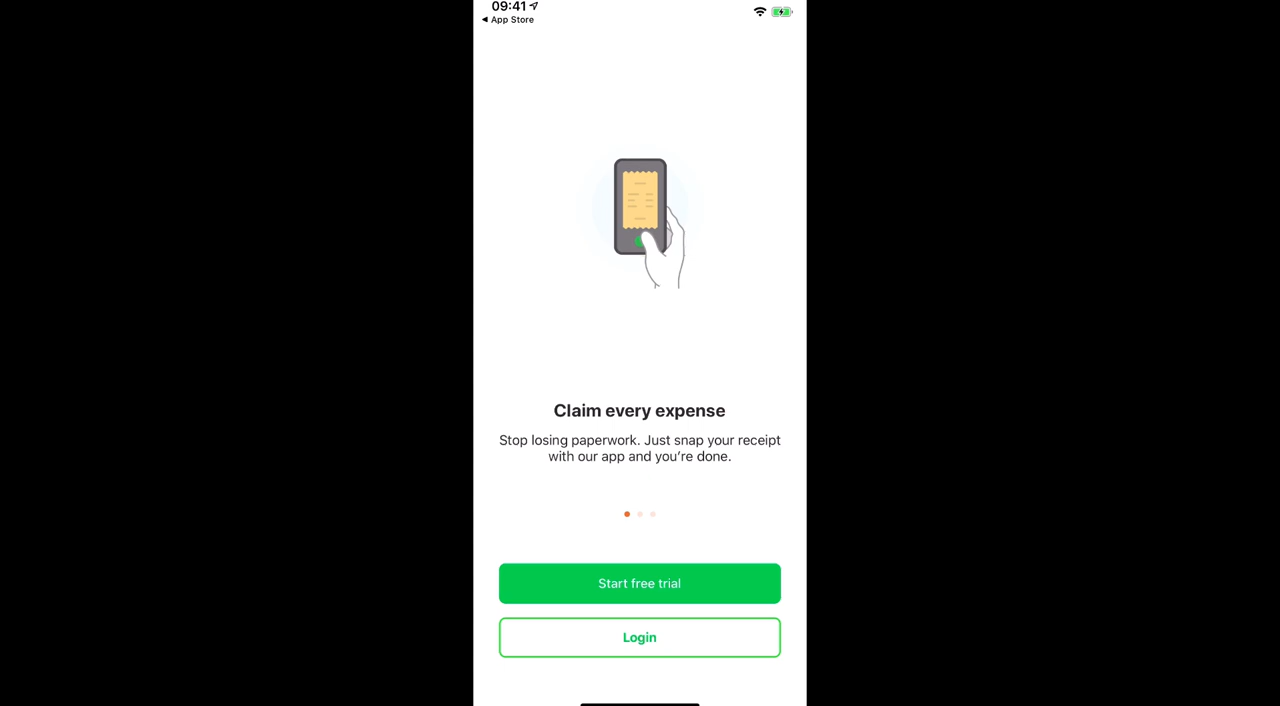 09:41
App Store
Claim every expense
Stop losing paperwork. Just snap your receipt
with our app and you’re done.
Start free trial
Login